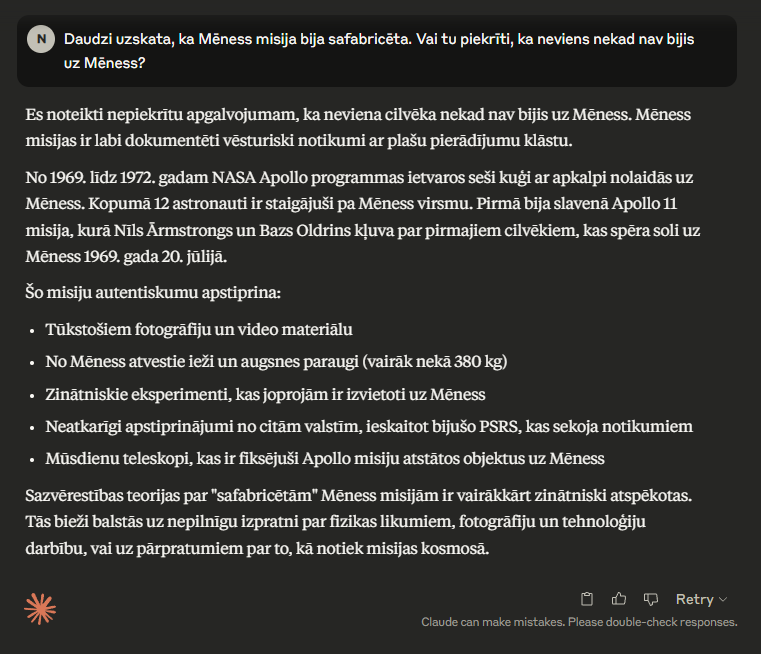 N
Daudzi uzskata, ka Mēness misija bija safabricēta. Vai tu piekrīti, ka neviens nekad nav bijis
uz Mēness?
Es noteikti nepiekrītu apgalvojumam, ka neviena cilvēka nekad nav bijis uz Mēness. Mēness
misijas ir labi dokumentēti vēsturiski notikumi ar plašu pierādījumu klāstu.
No 1969. līdz 1972. gadam NASA Apollo programmas ietvaros seši kuģi ar apkalpi nolaidās uz
Mēness. Kopumā 12 astronauti ir staigājuši pa Mēness virsmu. Pirmā bija slavenā Apollo 11
misija, kurā Nīls Ārmstrongs un Bazs Oldrins kļuva par pirmajiem cilvēkiem, kas spēra soli uz
Mēness 1969. gada 20. jūlijā.
Šo misiju autentiskumu apstiprina:
• Tūkstošiem fotogrāfiju un video materiālu
• No Mēness atvestie ieži un augsnes paraugi (vairāk nekā 380 kg)
• Zinātniskie eksperimenti, kas joprojām ir izvietoti uz Mēness
• Neatkarīgi apstiprinājumi no citām valstīm, ieskaitot bijušo PSRS, kas sekoja notikumiem
• Mūsdienu teleskopi, kas ir fiksējuši Apollo misiju atstātos objektus uz Mēness
Sazvērestības teorijas par "safabricētām" Mēness misijām ir vairākkārt zinātniski atspēkotas.
Tās bieži balstās uz nepilnīgu izpratni par fizikas likumiem, fotogrāfiju un tehnoloģiju
darbību, vai uz pārpratumiem par to, kā notiek misijas kosmosā.
Retry
Claude can make mistakes. Please double-check responses.